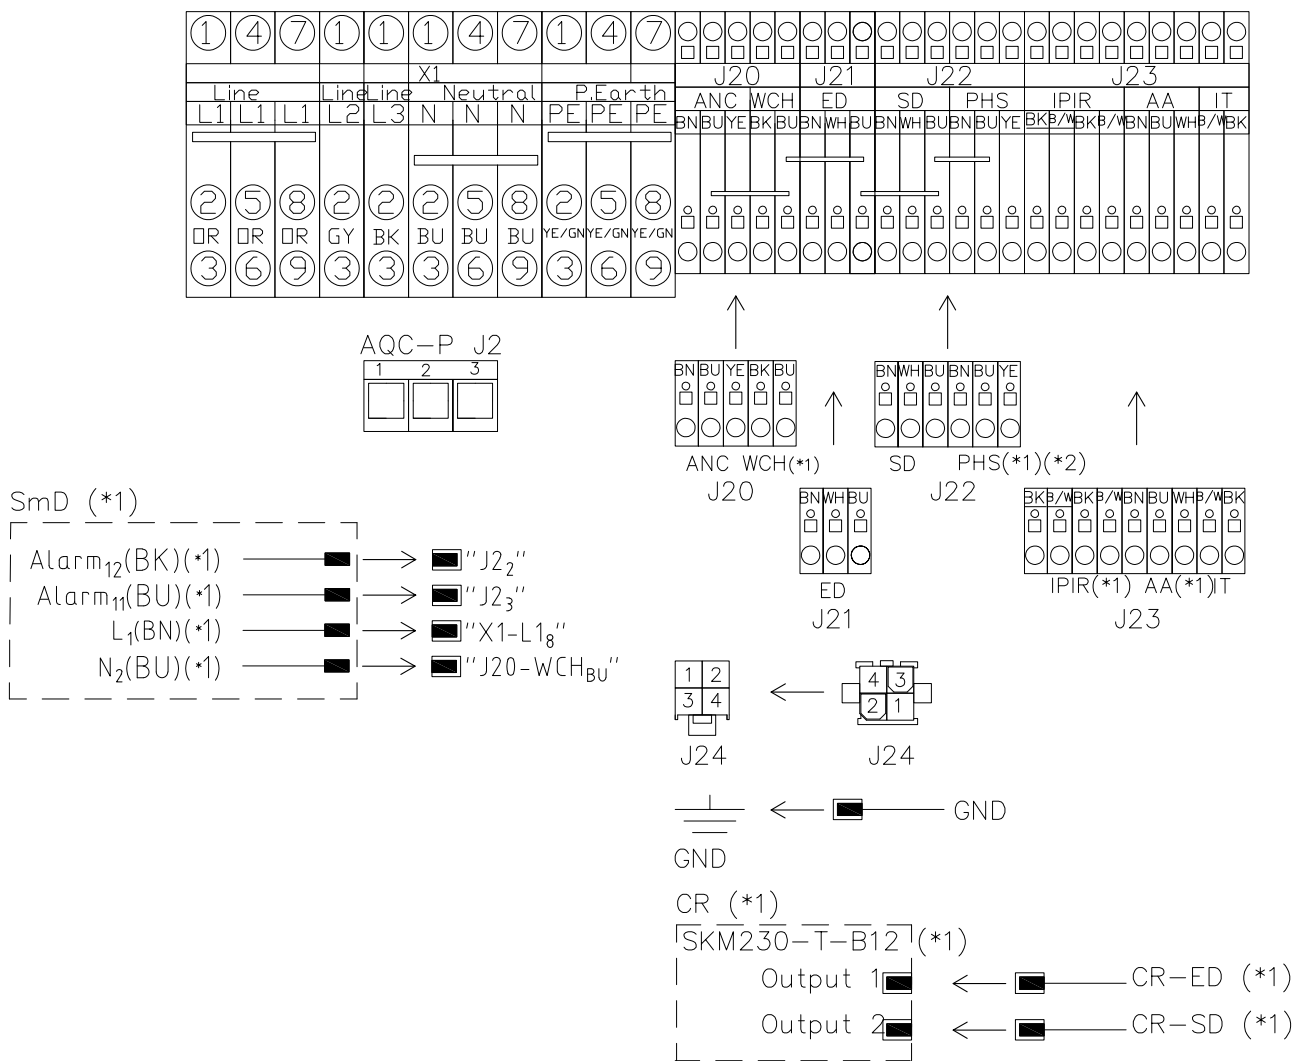 1 4 7 1 1 1 4 7 1 4 7
X1
J20 J21 J22 J23
Line Line Line Neutral P.Earth
ANC WCH ED SD PHS IPIR AA IT
L1 L1 L1 L2 L3 N N N PE PE PE
BN BU YE BK BU BN WH BU BN WH BU BN BU YE BK B/W BK B/W BN BU WH B/W BK
2 5 8 2 2 2 5 8 2 5 8
OR OR OR GY BK BU BU BU YE/GN YE/GN YE/GN
3 6 9 3 3 3 6 9 3 6 9
AQC-P J2
1 2 3
BN BU YE BK BU
ANC WCH(*1)
J20
BN WH BU BN BU YE
SD PHS(*1)(*2)
J22
BN WH BU
ED
J21
BK B/W BK B/W BN BU WH B/W BK
IPIR(*1) AA(*1) IT
J23
SmD (*1)
Alarm12(BK)(*1) "J22"
Alarm11(BU)(*1) "J23"
L1(BN)(*1) "X1-L18"
N2(BU)(*1) "J20-WCHBU"
1 2
3 4
J24
4 3
2 1
J24
GND
GND
CR (*1)
SKM230-T-B12 (*1)
Output 1 CR-ED (*1)
Output 2 CR-SD (*1)